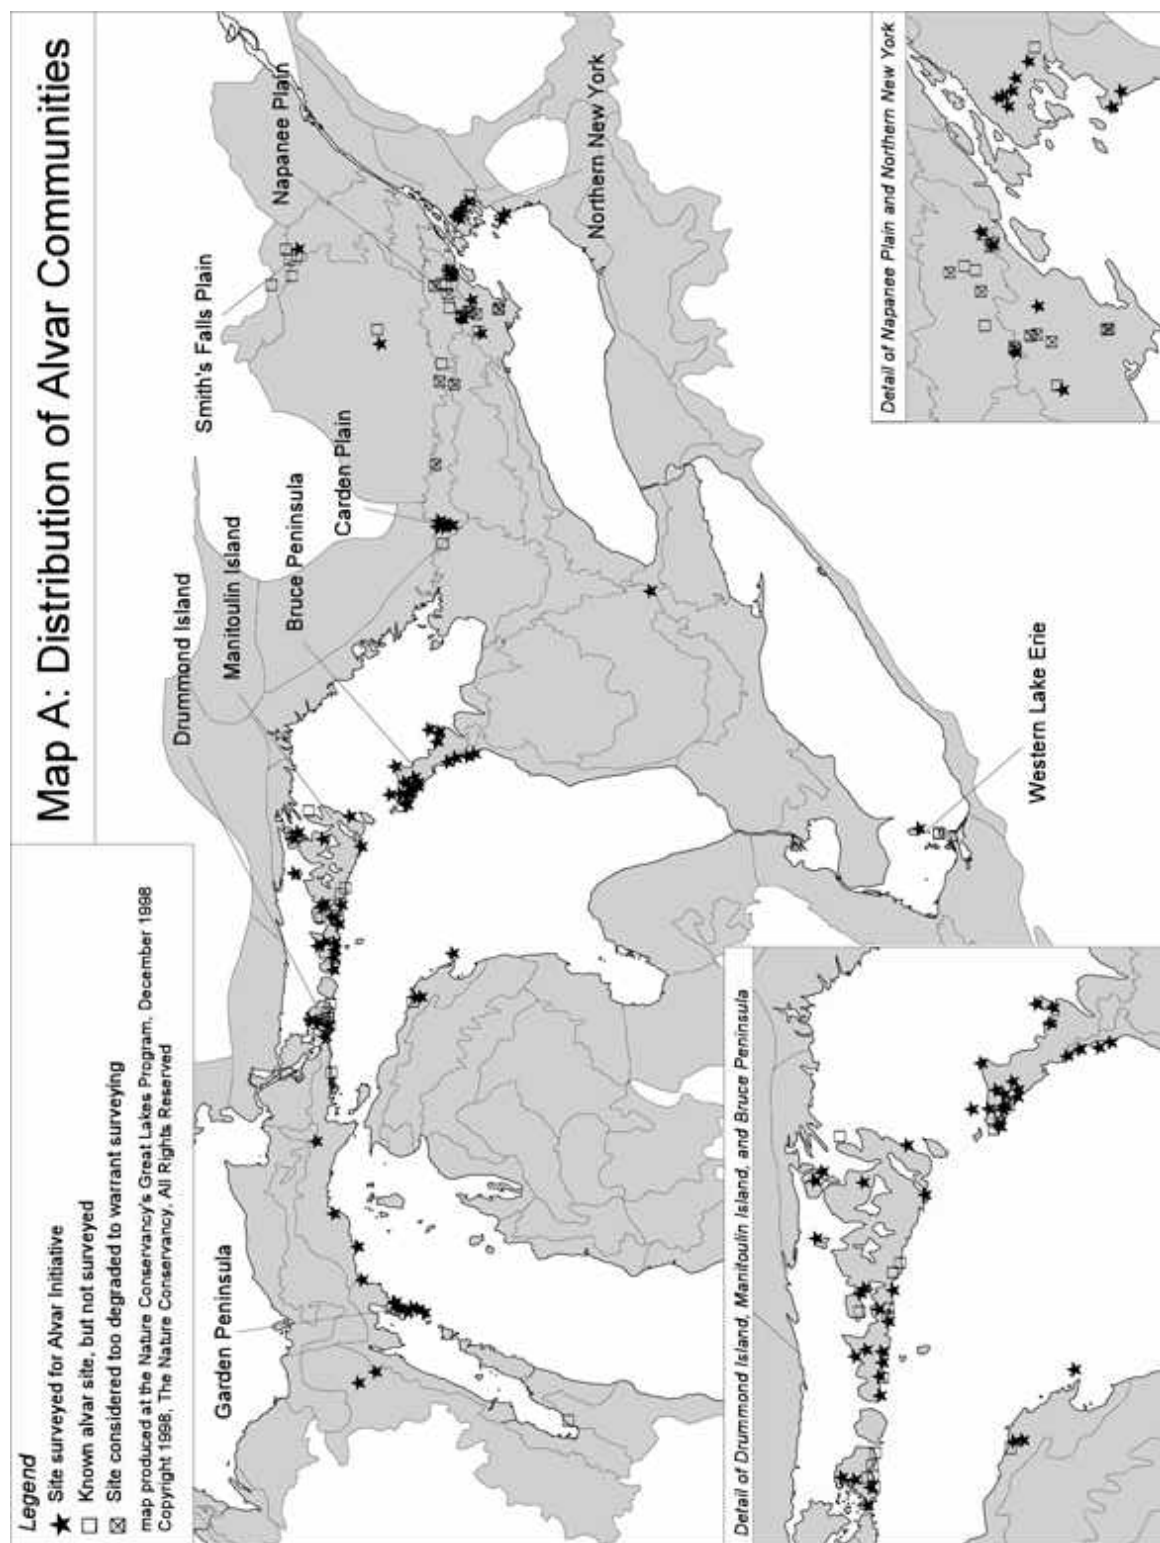 Map A: Distribution of Alvar Communities
Legend
Site surveyed for Alvar Initiative
Known alvar site, but not surveyed
Site considered too degraded to warrant surveying
map produced at the Nature Conservancy's Great Lakes Program, December 1998
Copyright 1998, The Nature Conservancy, All Rights Reserved
Garden Peninsula
Drummond Island
Manitoulin Island
Bruce Peninsula
Carden Plain
Smith's Falls Plain
Napanee Plain
Northern New York
Western Lake Erie
Detail of Drummond Island, Manitoulin Island, and Bruce Peninsula
Detail of Napanee Plain and Northern New York